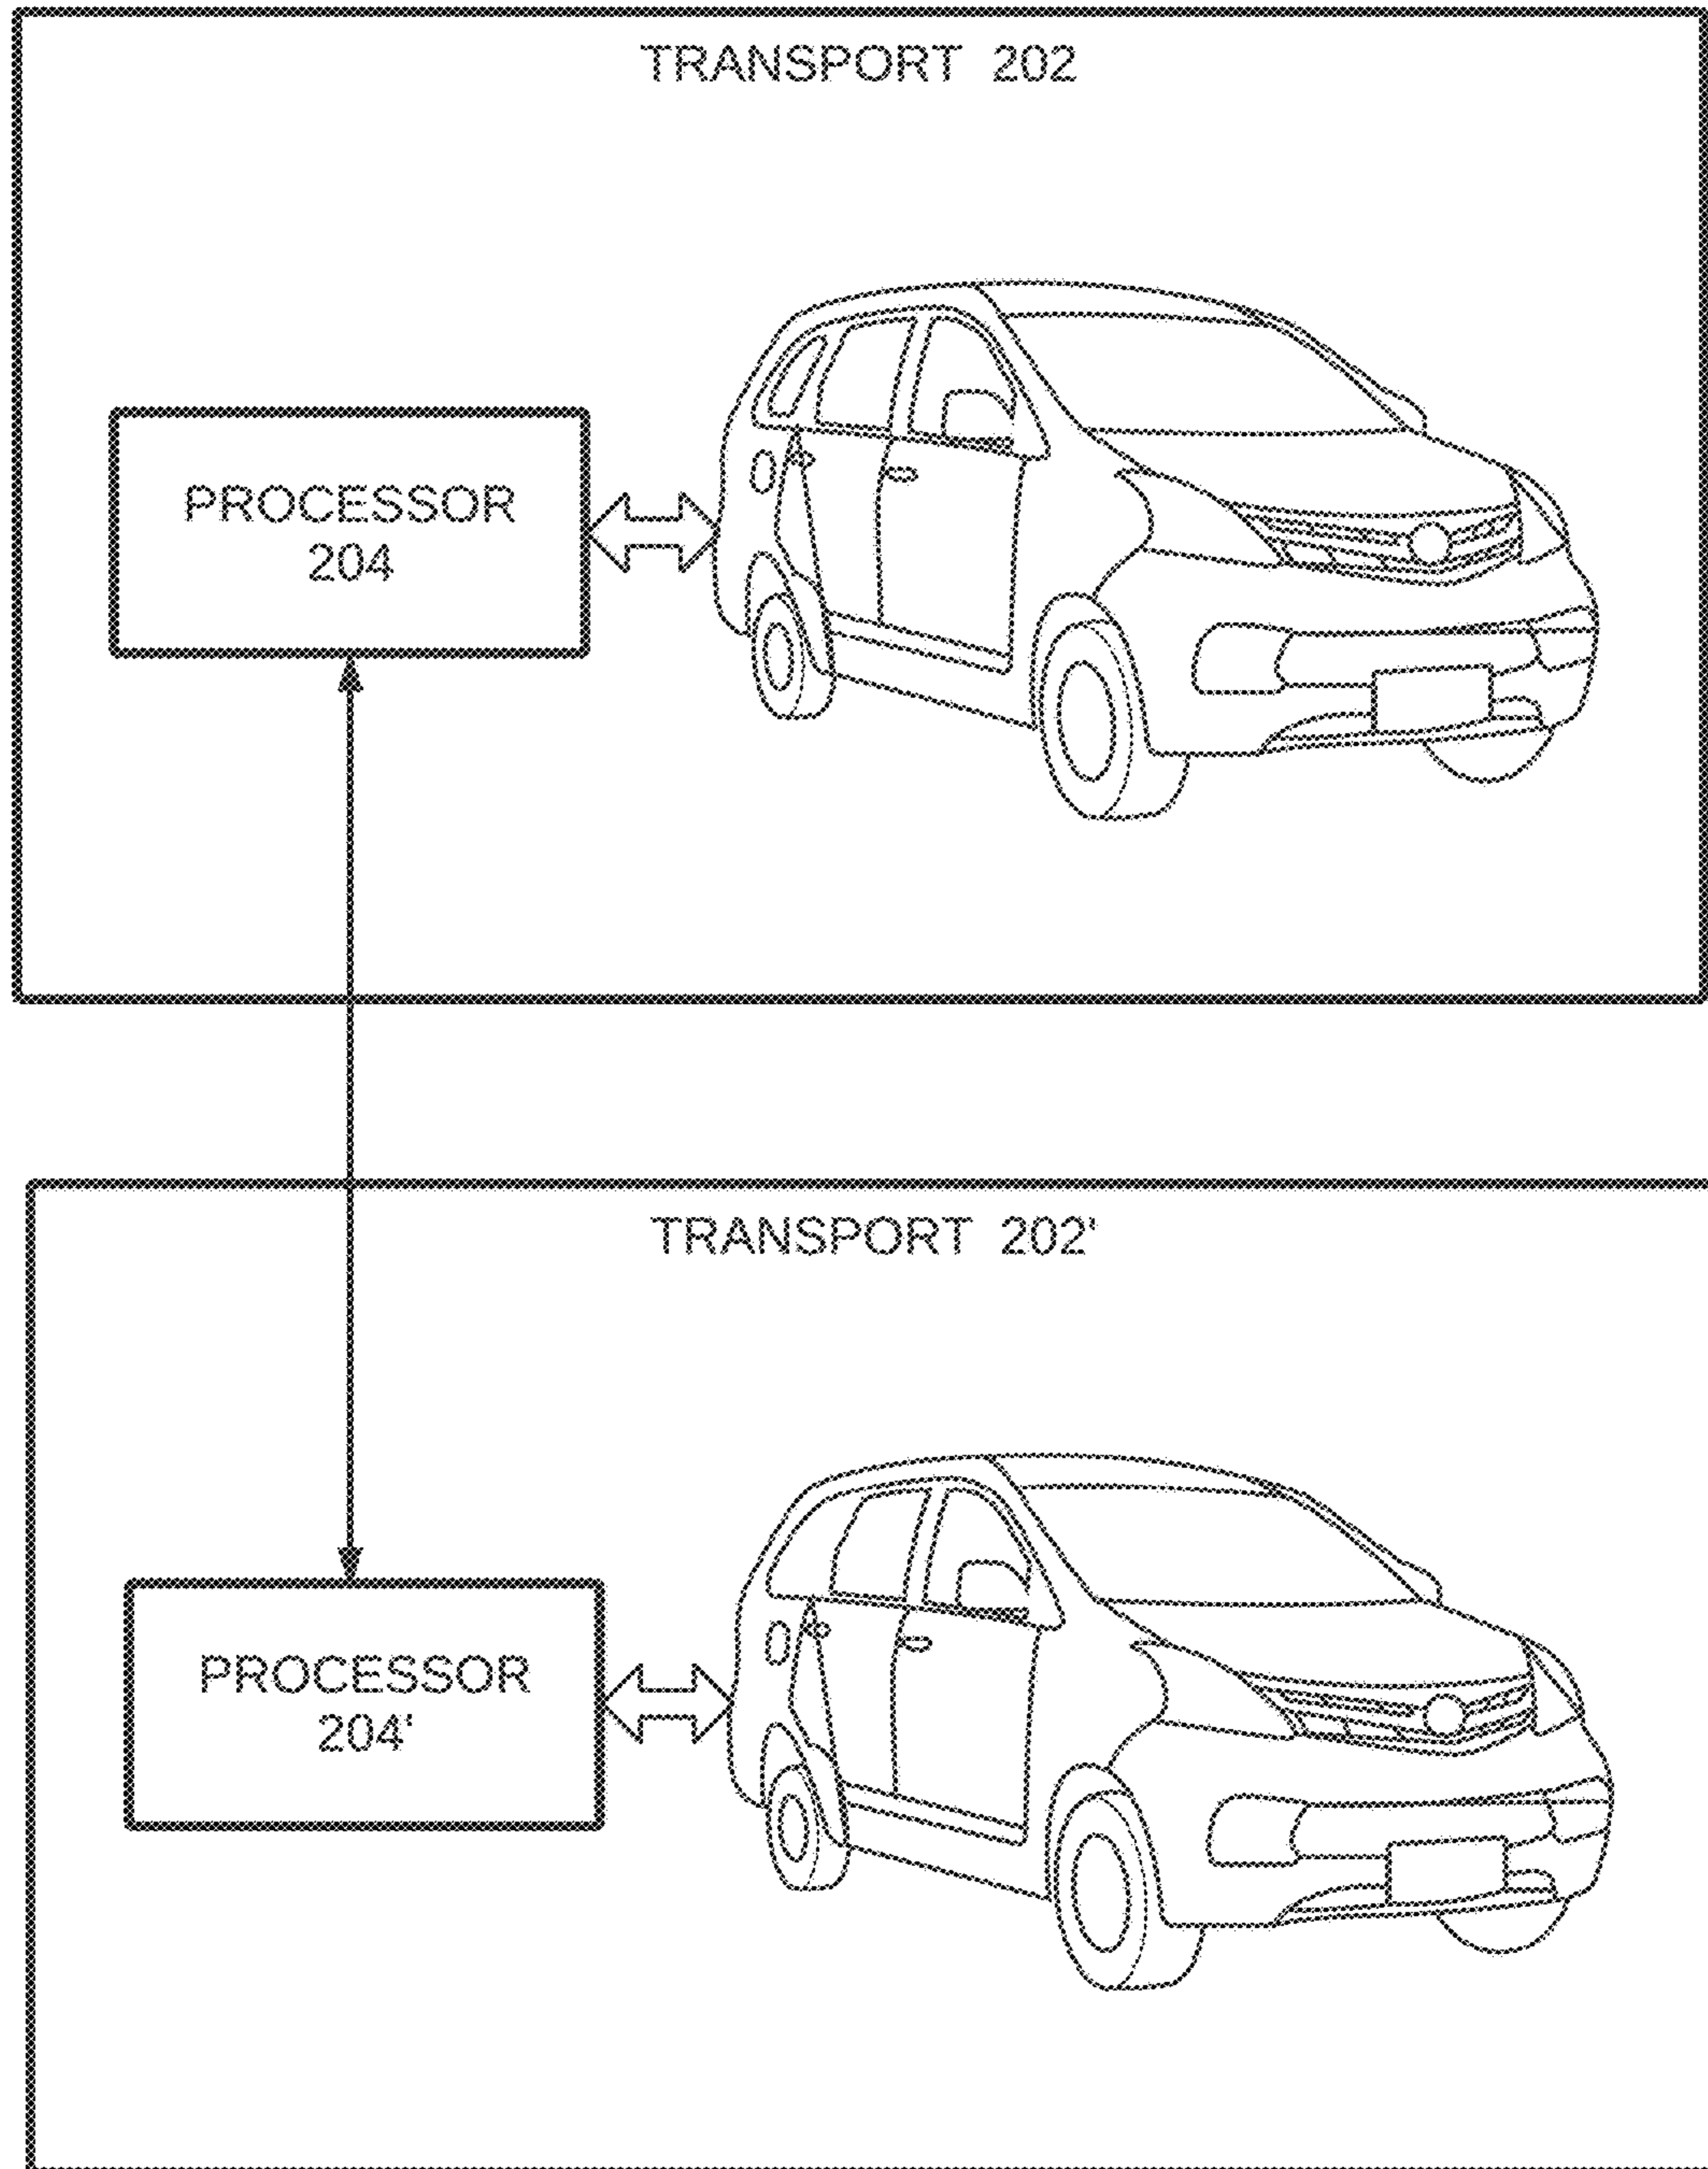 TRANSPORT 202
PROCESSOR
204
TRANSPORT 202'
PROCESSOR
204'